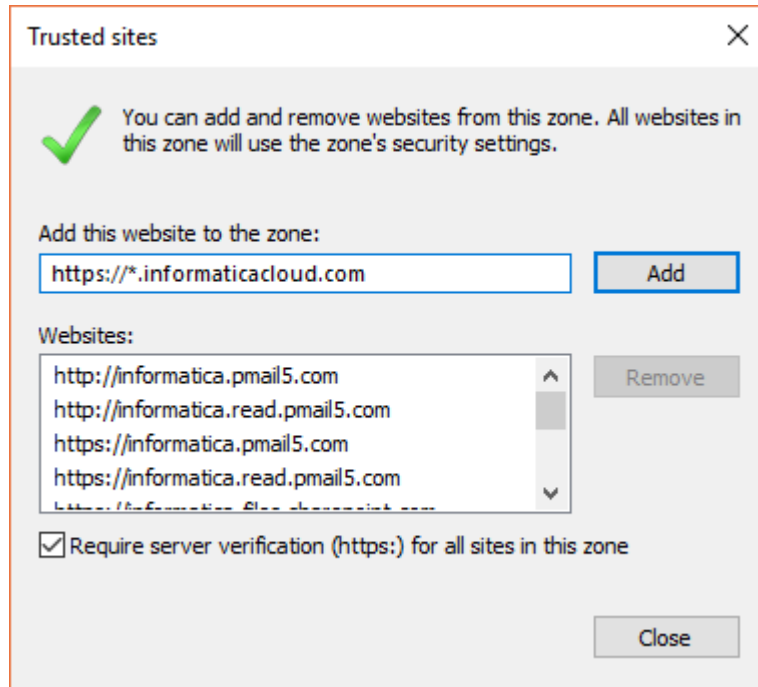 Trusted sites
You can add and remove websites from this zone. All websites in
this zone will use the zone's security settings.
Add this website to the zone:
https://*.informaticacloud.com
Add
Websites:
http://informatica.pmail5.com
Remove
http://informatica.read.pmail5.com
https://informatica.pmail5.com
https://informatica.read.pmail5.com
Require server verification (https:) for all sites in this zone
Close